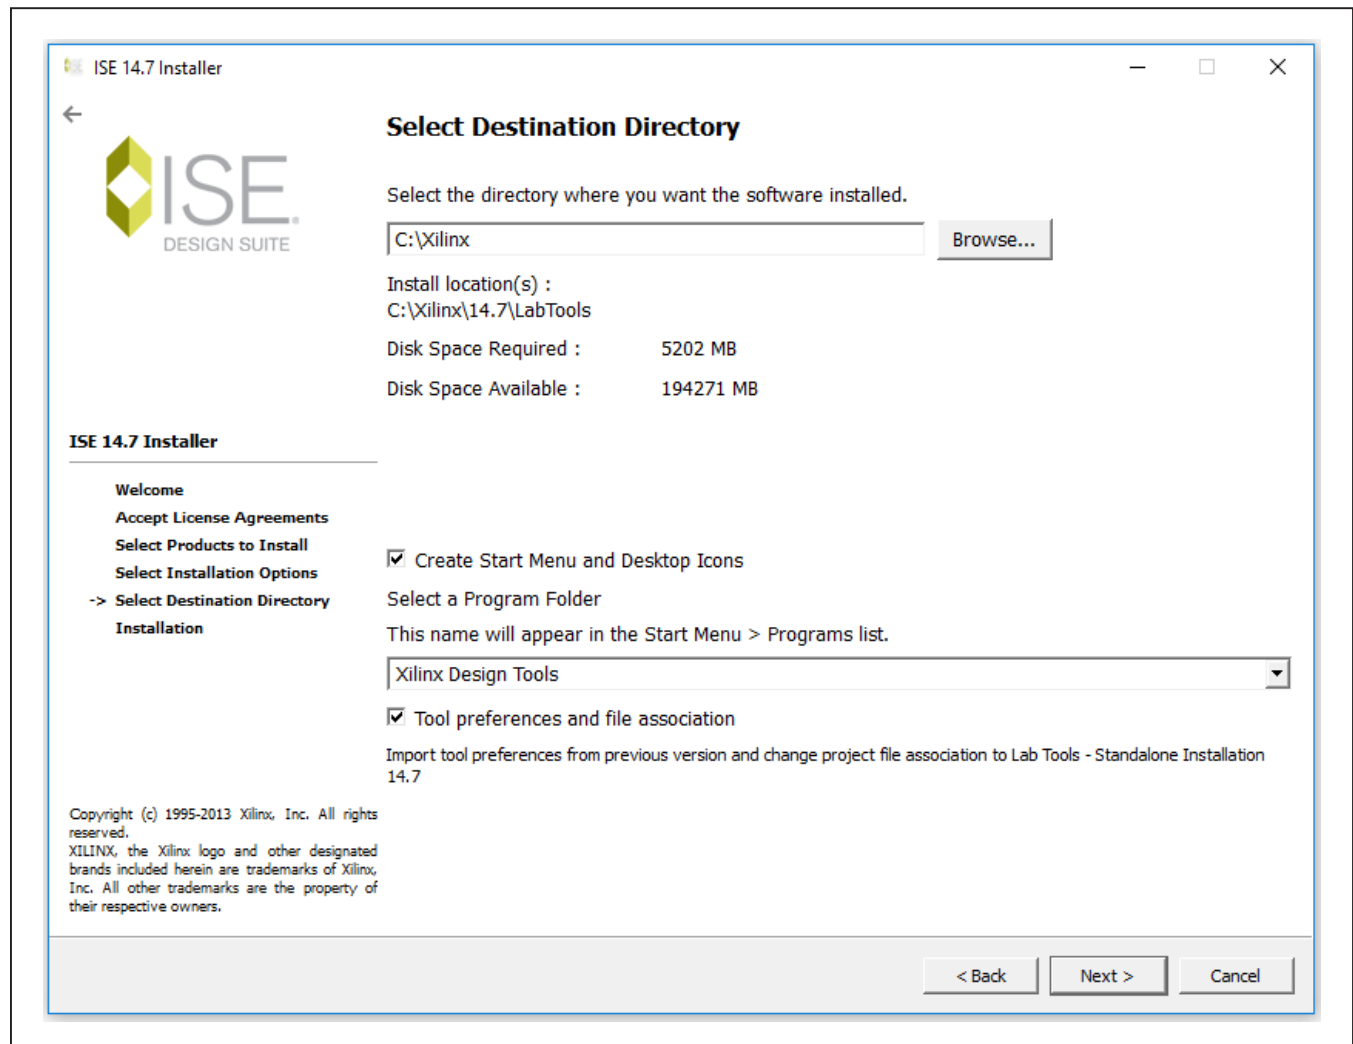 ISE 14.7 Installer
ISE®
DESIGN SUITE
Select Destination Directory
Select the directory where you want the software installed.
C:\Xilinx
Browse...
Install location(s) :
C:\Xilinx\14.7\LabTools
Disk Space Required : 5202 MB
Disk Space Available : 194271 MB
ISE 14.7 Installer
Welcome
Accept License Agreements
Select Products to Install
Select Installation Options
-> Select Destination Directory
Installation
Create Start Menu and Desktop Icons
Select a Program Folder
This name will appear in the Start Menu > Programs list.
Xilinx Design Tools
Tool preferences and file association
Import tool preferences from previous version and change project file association to Lab Tools - Standalone Installation
14.7
Copyright (c) 1995-2013 Xilinx, Inc. All rights
reserved.
XILINX, the Xilinx logo and other designated
brands included herein are trademarks of Xilinx,
Inc. All other trademarks are the property of
their respective owners.
< Back
Next >
Cancel